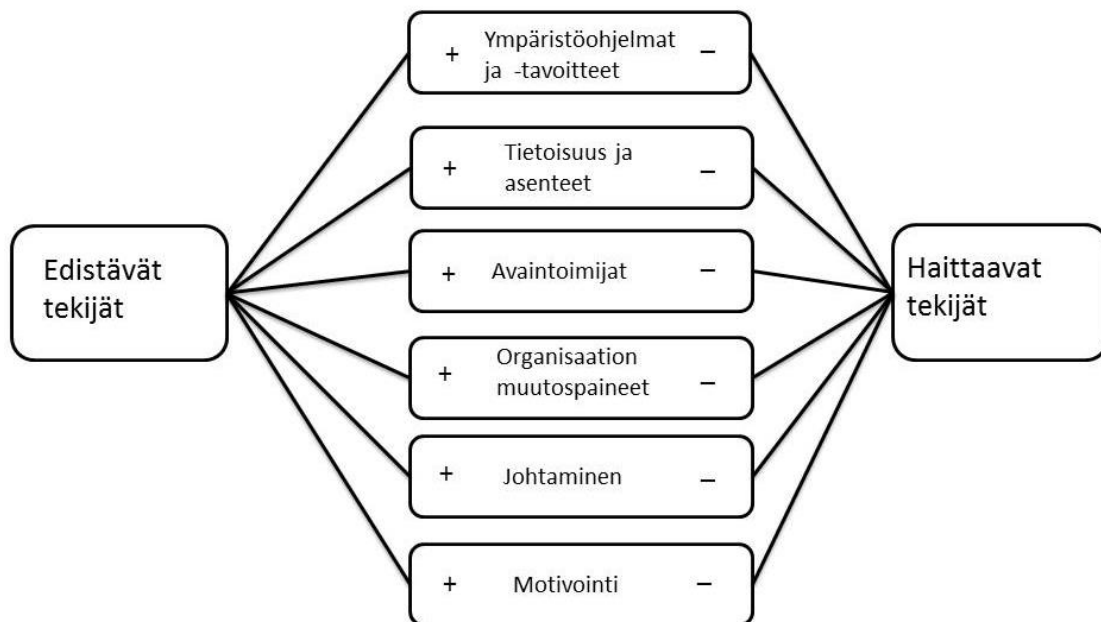 + Ympäristöohjelmat –
ja -tavoitteet
+ Tietoisuus ja –
asenteet
Edistävät
tekijät
+ Avaintoimijat –
Haittaavat
tekijät
+ Organisaation –
muutospaineet
+ Johtaminen –
+ Motivointi –